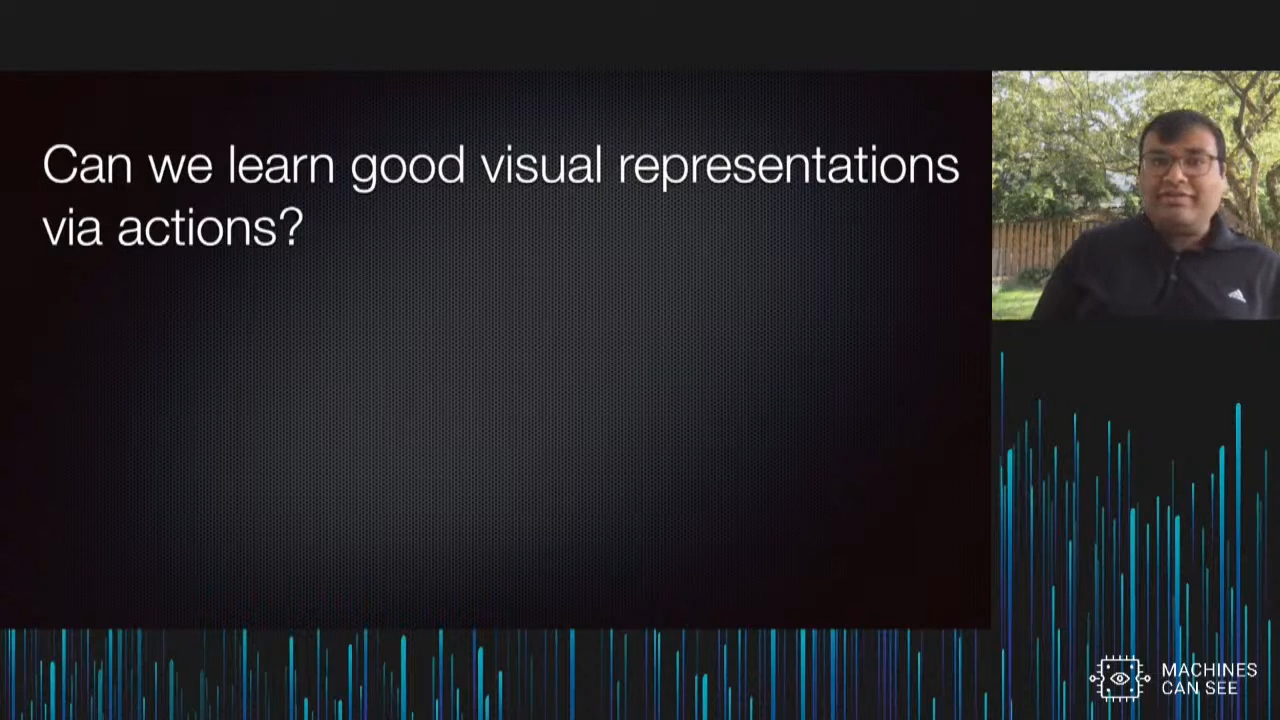 Can we learn good visual representations
via actions?
MACHINES
CAN SEE